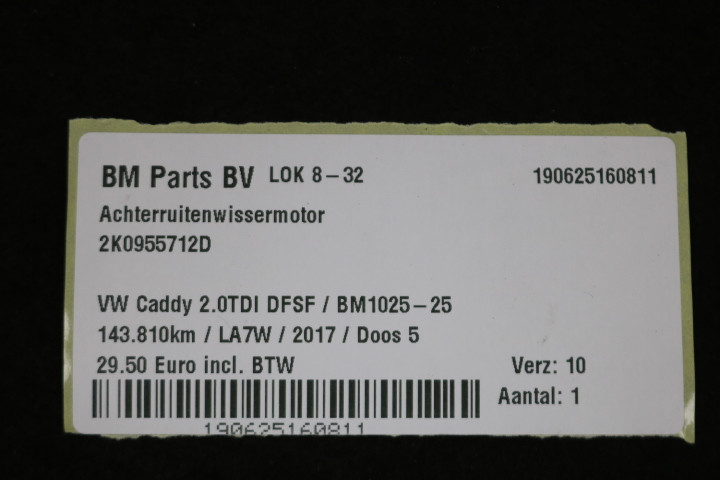 BM Parts BV LOK 8-32 190625160811
Achterruitenwissermotor
2K0955712D
VW Caddy 2.0TDI DFSF / BM1025-25
143.810km / LA7W / 2017 / Doos 5
29.50 Euro incl. BTW Verz: 10
Aantal: 1
190625160811